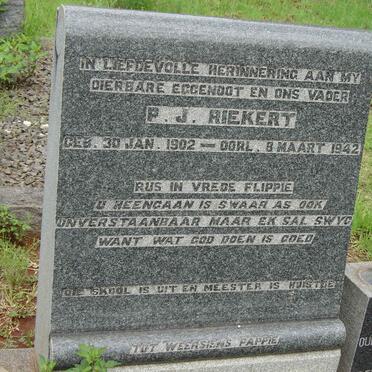 IN LIEFDEVOLLE HERINNERING AAN MY
DIERBARE EGGENOOT EN ONS VADER
P. J. RIEKERT
GEB. 30 JAN. 1902 — OORL. 8 MAART 1942
RUS IN VREDE FLIPPIE
U HEENGAAN IS SWAAR AS OOK
ONVERSTAANBAAR MAAR EK SAL SWYG
WANT WAT GOD DOEN IS GOED
DIE SKOOL IS UIT EN MEESTER IS HUISTOE
TOT WEERSIENS PAPPIE